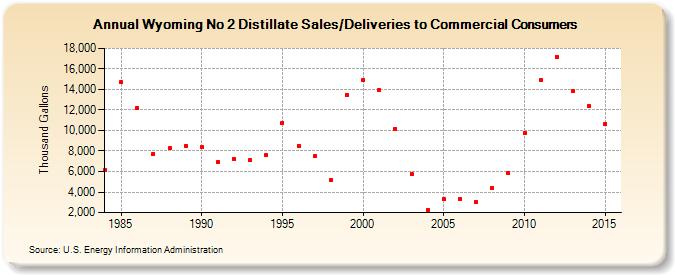 Annual Wyoming No 2 Distillate Sales/Deliveries to Commercial Consumers
Thousand Gallons
18,000
16,000
14,000
12,000
10,000
8,000
6,000
4,000
2,000
1985 1990 1995 2000 2005 2010 2015
Source: U.S. Energy Information Administration